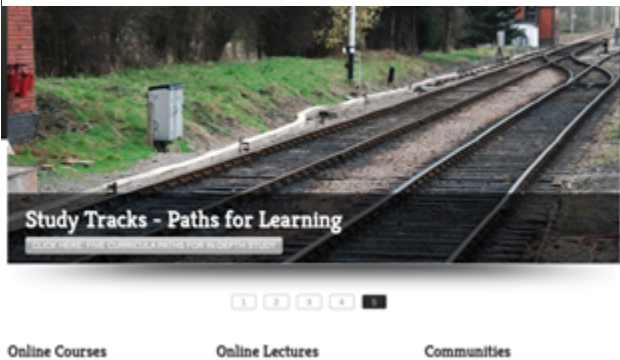 Study Tracks - Paths for Learning
CLICK HERE: FIVE CURRICULA PATHS FOR IN-DEPTH STUDY
1 2 3 4 5
Online Courses Online Lectures Communities